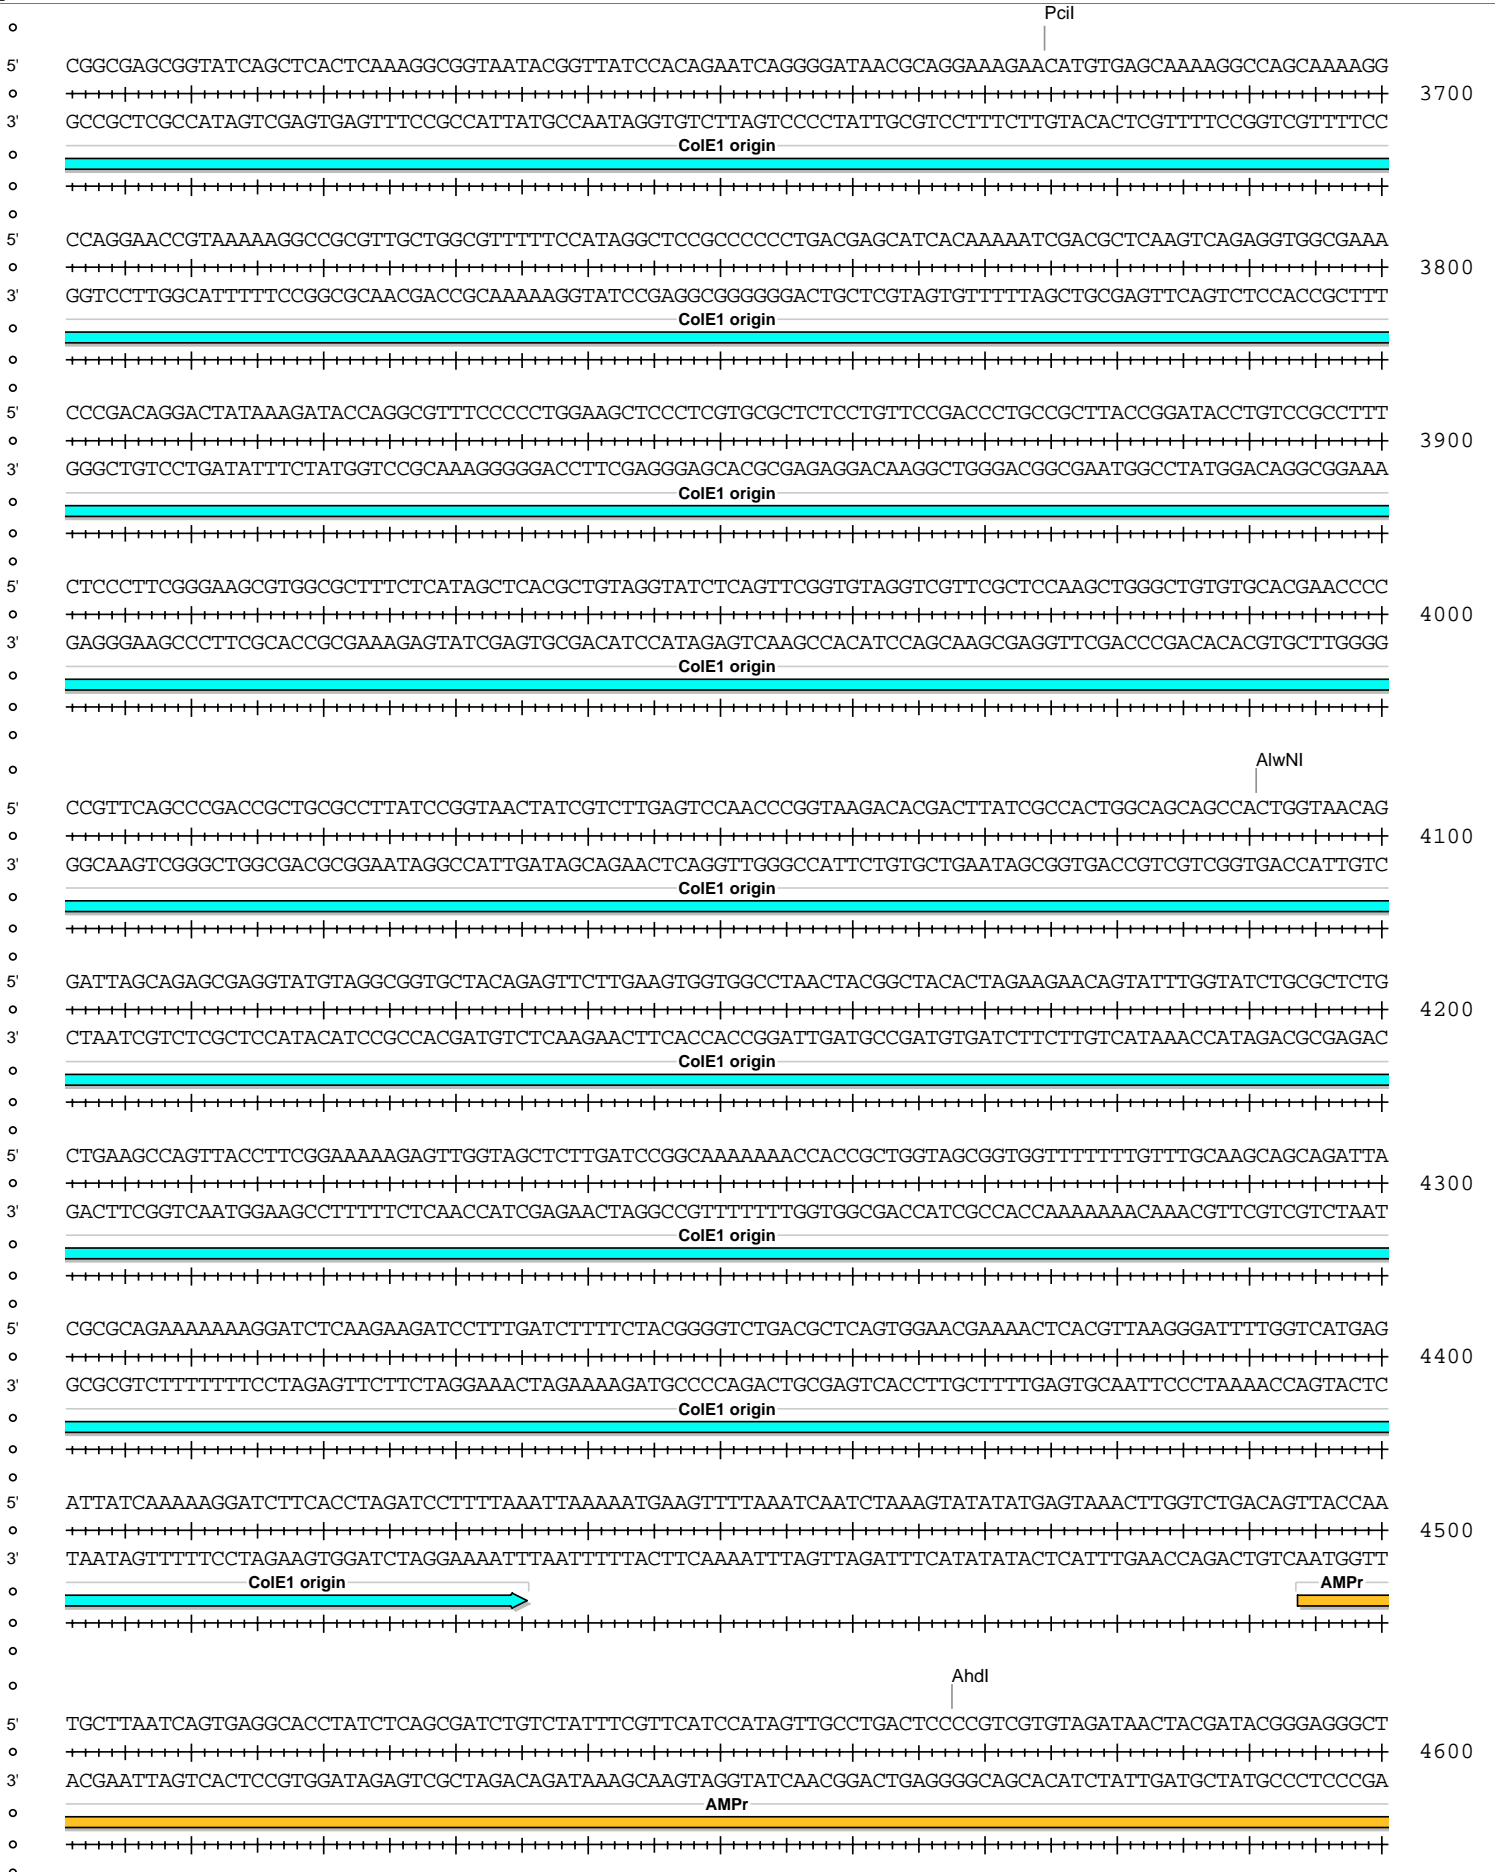 PciI
5' CGGCGAGCGGTATCAGCTCACTCAAAGGCGGTAATACGGTTATCCACAGAATCAGGGGATAACGCAGGAAAGAACATGTGAGCAAAAGGCCAGCAAAAGG
3700
3' GCCGCTCGCCATAGTCGAGTGAGTTTCCGCCATTATGCCAATAGGTGTCTTAGTCCCCTATTGCGTCCTTTCTTGTACACTCGTTTTCCGGTCGTTTTCC
ColE1 origin
5' CCAGGAACCGTAAAAAGGCCGCGTTGCTGGCGTTTTTCCATAGGCTCCGCCCCCCTGACGAGCATCACAAAAATCGACGCTCAAGTCAGAGGTGGCGAAA
3800
3' GGTCCTTGGCATTTTTCCGGCGCAACGACCGCAAAAAGGTATCCGAGGCGGGGGGACTGCTCGTAGTGTTTTTAGCTGCGAGTTCAGTCTCCACCGCTTT
ColE1 origin
5' CCCGACAGGACTATAAAGATACCAGGCGTTTCCCCCTGGAAGCTCCCTCGTGCGCTCTCCTGTTCCGACCCTGCCGCTTACCGGATACCTGTCCGCCTTT
3900
3' GGGCTGTCCTGATATTTCTATGGTCCGCAAAGGGGGACCTTCGAGGGAGCACGCGAGAGGACAAGGCTGGGACGGCGAATGGCCTATGGACAGGCGGAAA
ColE1 origin
5' CTCCCTTCGGGAAGCGTGGCGCTTTCTCATAGCTCACGCTGTAGGTATCTCAGTTCGGTGTAGGTCGTTCGCTCCAAGCTGGGCTGTGTGCACGAACCCC
4000
3' GAGGGAAGCCCTTCGCACCGCGAAAGAGTATCGAGTGCGACATCCATAGAGTCAAGCCACATCCAGCAAGCGAGGTTCGACCCGACACACGTGCTTGGGG
ColE1 origin
AlwNI
5' CCGTTCAGCCCGACCGCTGCGCCTTATCCGGTAACTATCGTCTTGAGTCCAACCCGGTAAGACACGACTTATCGCCACTGGCAGCAGCCACTGGTAACAG
4100
3' GGCAAGTCGGGCTGGCGACGCGGAATAGGCCATTGATAGCAGAACTCAGGTTGGGCCATTCTGTGCTGAATAGCGGTGACCGTCGTCGGTGACCATTGTC
ColE1 origin
5' GATTAGCAGAGCGAGGTATGTAGGCGGTGCTACAGAGTTCTTGAAGTGGTGGCCTAACTACGGCTACACTAGAAGAACAGTATTTGGTATCTGCGCTCTG
4200
3' CTAATCGTCTCGCTCCATACATCCGCCACGATGTCTCAAGAACTTCACCACCGGATTGATGCCGATGTGATCTTCTTGTCATAAACCATAGACGCGAGAC
ColE1 origin
5' CTGAAGCCAGTTACCTTCGGAAAAAGAGTTGGTAGCTCTTGATCCGGCAAAAAAACCACCGCTGGTAGCGGTGGTTTTTTTGTTTGCAAGCAGCAGATTA
4300
3' GACTTCGGTCAATGGAAGCCTTTTTCTCAACCATCGAGAACTAGGCCGTTTTTTTGGTGGCGACCATCGCCACCAAAAAAACAAACGTTCGTCGTCTAAT
ColE1 origin
5' CGCGCAGAAAAAAAGGATCTCAAGAAGATCCTTTGATCTTTTCTACGGGGTCTGACGCTCAGTGGAACGAAAACTCACGTTAAGGGATTTTGGTCATGAG
4400
3' GCGCGTCTTTTTTTCCTAGAGTTCTTCTAGGAAACTAGAAAAGATGCCCCAGACTGCGAGTCACCTTGCTTTTGAGTGCAATTCCCTAAAACCAGTACTC
ColE1 origin
5' ATTATCAAAAAGGATCTTCACCTAGATCCTTTTAAATTAAAAATGAAGTTTTAAATCAATCTAAAGTATATATGAGTAAACTTGGTCTGACAGTTACCAA
4500
3' TAATAGTTTTTCCTAGAAGTGGATCTAGGAAAATTTAATTTTTACTTCAAAATTTAGTTAGATTTCATATATACTCATTTGAACCAGACTGTCAATGGTT
ColE1 origin AMPr
AhdI
5' TGCTTAATCAGTGAGGCACCTATCTCAGCGATCTGTCTATTTCGTTCATCCATAGTTGCCTGACTCCCCGTCGTGTAGATAACTACGATACGGGAGGGCT
4600
3' ACGAATTAGTCACTCCGTGGATAGAGTCGCTAGACAGATAAAGCAAGTAGGTATCAACGGACTGAGGGGCAGCACATCTATTGATGCTATGCCCTCCCGA
AMPr